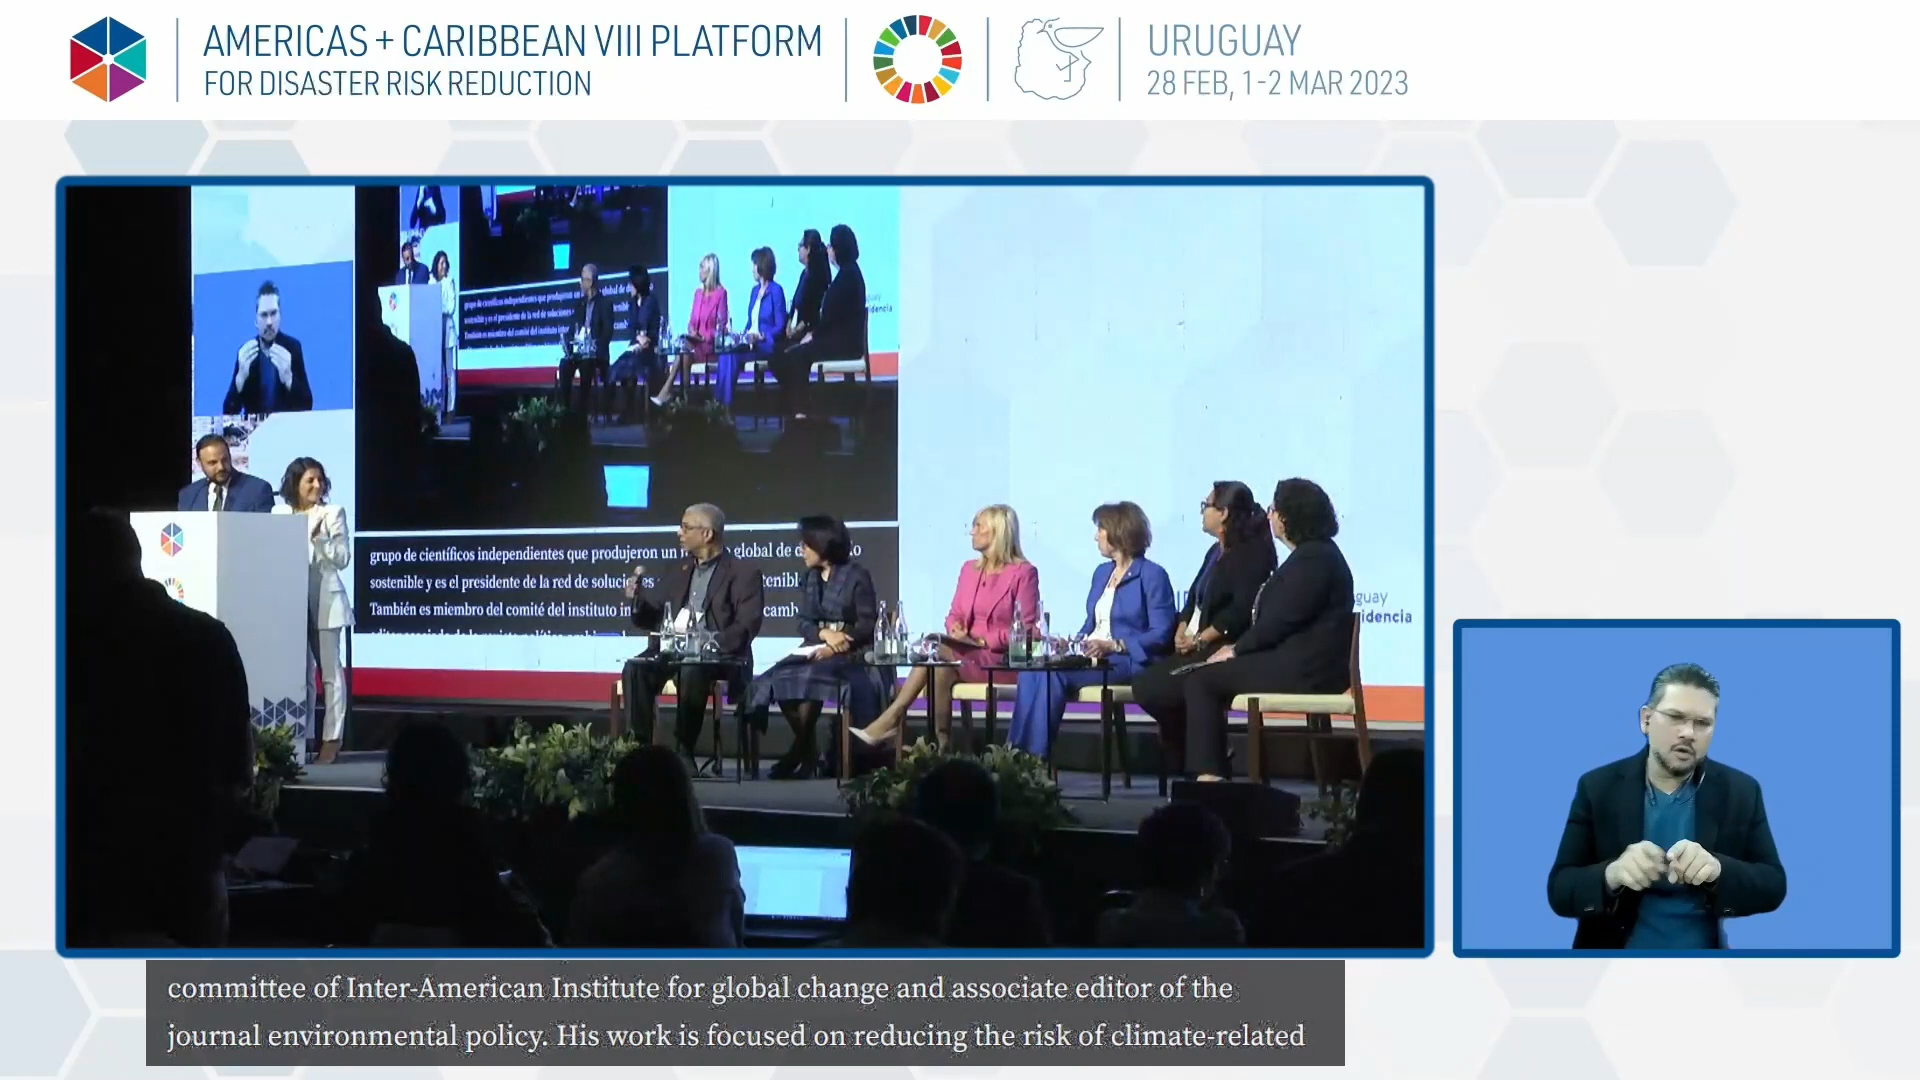 AMERICAS + CARIBBEAN VIII PLATFORM
FOR DISASTER RISK REDUCTION
URUGUAY
28 FEB, 1-2 MAR 2023
grupo de científicos independientes que produjeron un global de
sostenible y es el presidente de la red de
También es miembro del comité del instituto
committee of Inter-American Institute for global change and associate editor of the
journal environmental policy. His work is focused on reducing the risk of climate-related